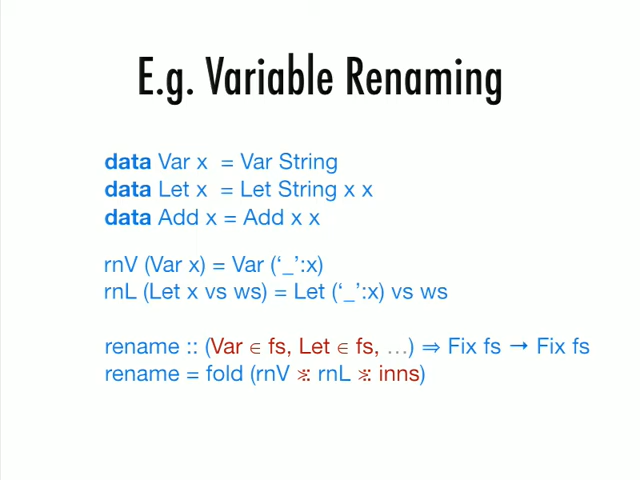 E.g. Variable Renaming
data Var x = Var String
data Let x = Let String x x
data Add x = Add x x
rnV (Var x) = Var (‘_’:x)
rnL (Let x vs ws) = Let (‘_’:x) vs ws
rename :: (Var ∈ fs, Let ∈ fs, …) ⇒ Fix fs → Fix fs
rename = fold (rnV ⁂ rnL ⁂ inns)